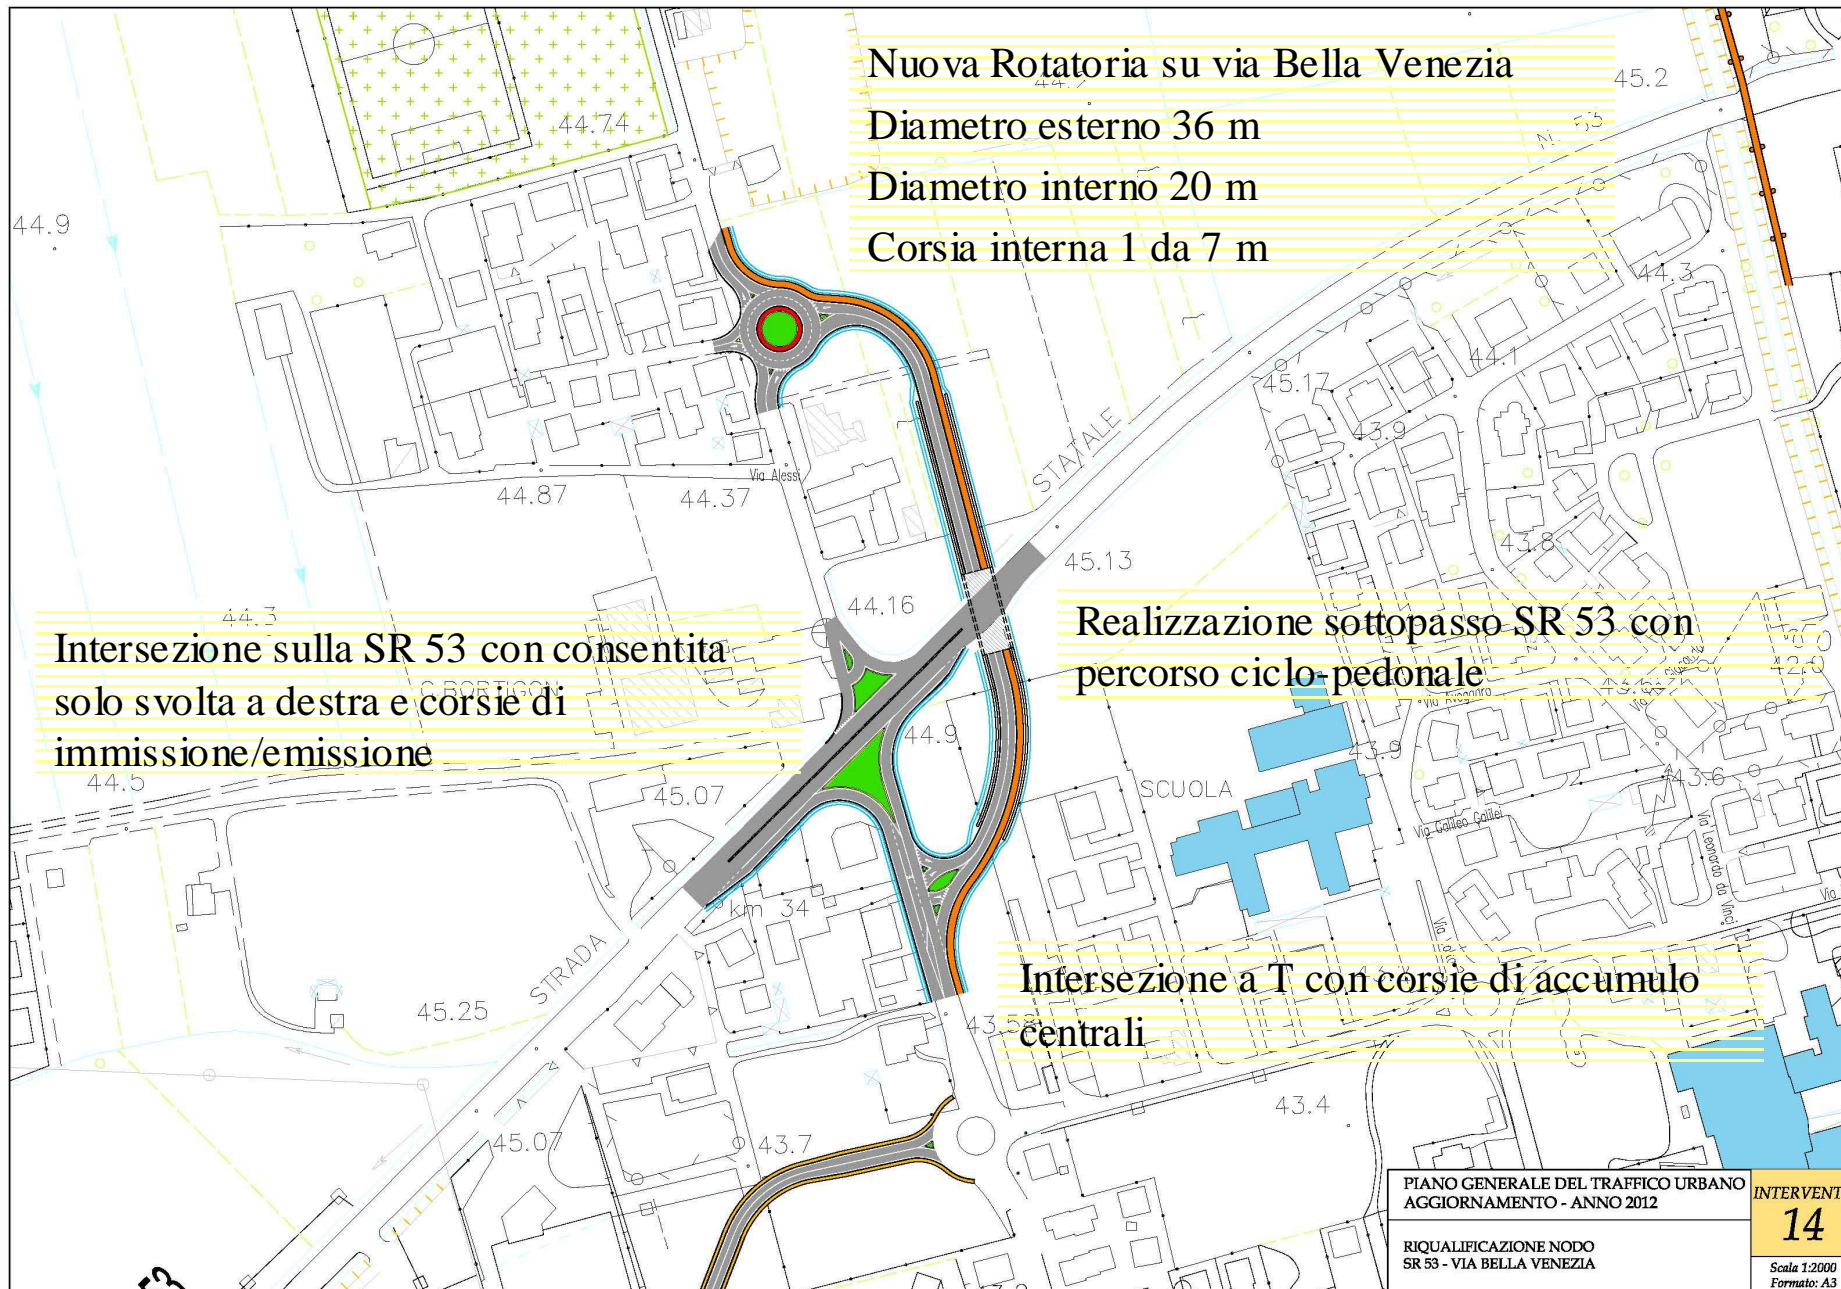 Nuova Rotatoria su via Bella Venezia
Diametro esterno 36 m
Diametro interno 20 m
Corsia interna 1 da 7 m
45.2
N. 53
44.74
44.9
44.3
44.1
45.17
43.9
STATALE
Via Alessi
44.87
44.37
43.8
45.13
44.16
44.3
Intersezione sulla SR 53 con consentita
solo svolta a destra e corsie di
immissione/emissione
C.BORTIGON
Realizzazione sottopasso SR 53 con
percorso ciclo-pedonale
44.9
43.9
44.5
45.07
SCUOLA
43.6
Via Galileo Galilei
Via Leonardo da Vinci
km 34
STRADA
45.25
Intersezione a T con corsie di accumulo
centrali
43.4
45.07
43.7
53
PIANO GENERALE DEL TRAFFICO URBANO
AGGIORNAMENTO - ANNO 2012
RIQUALIFICAZIONE NODO
SR 53 - VIA BELLA VENEZIA
INTERVENT
14
Scala 1:2000
Formato: A3